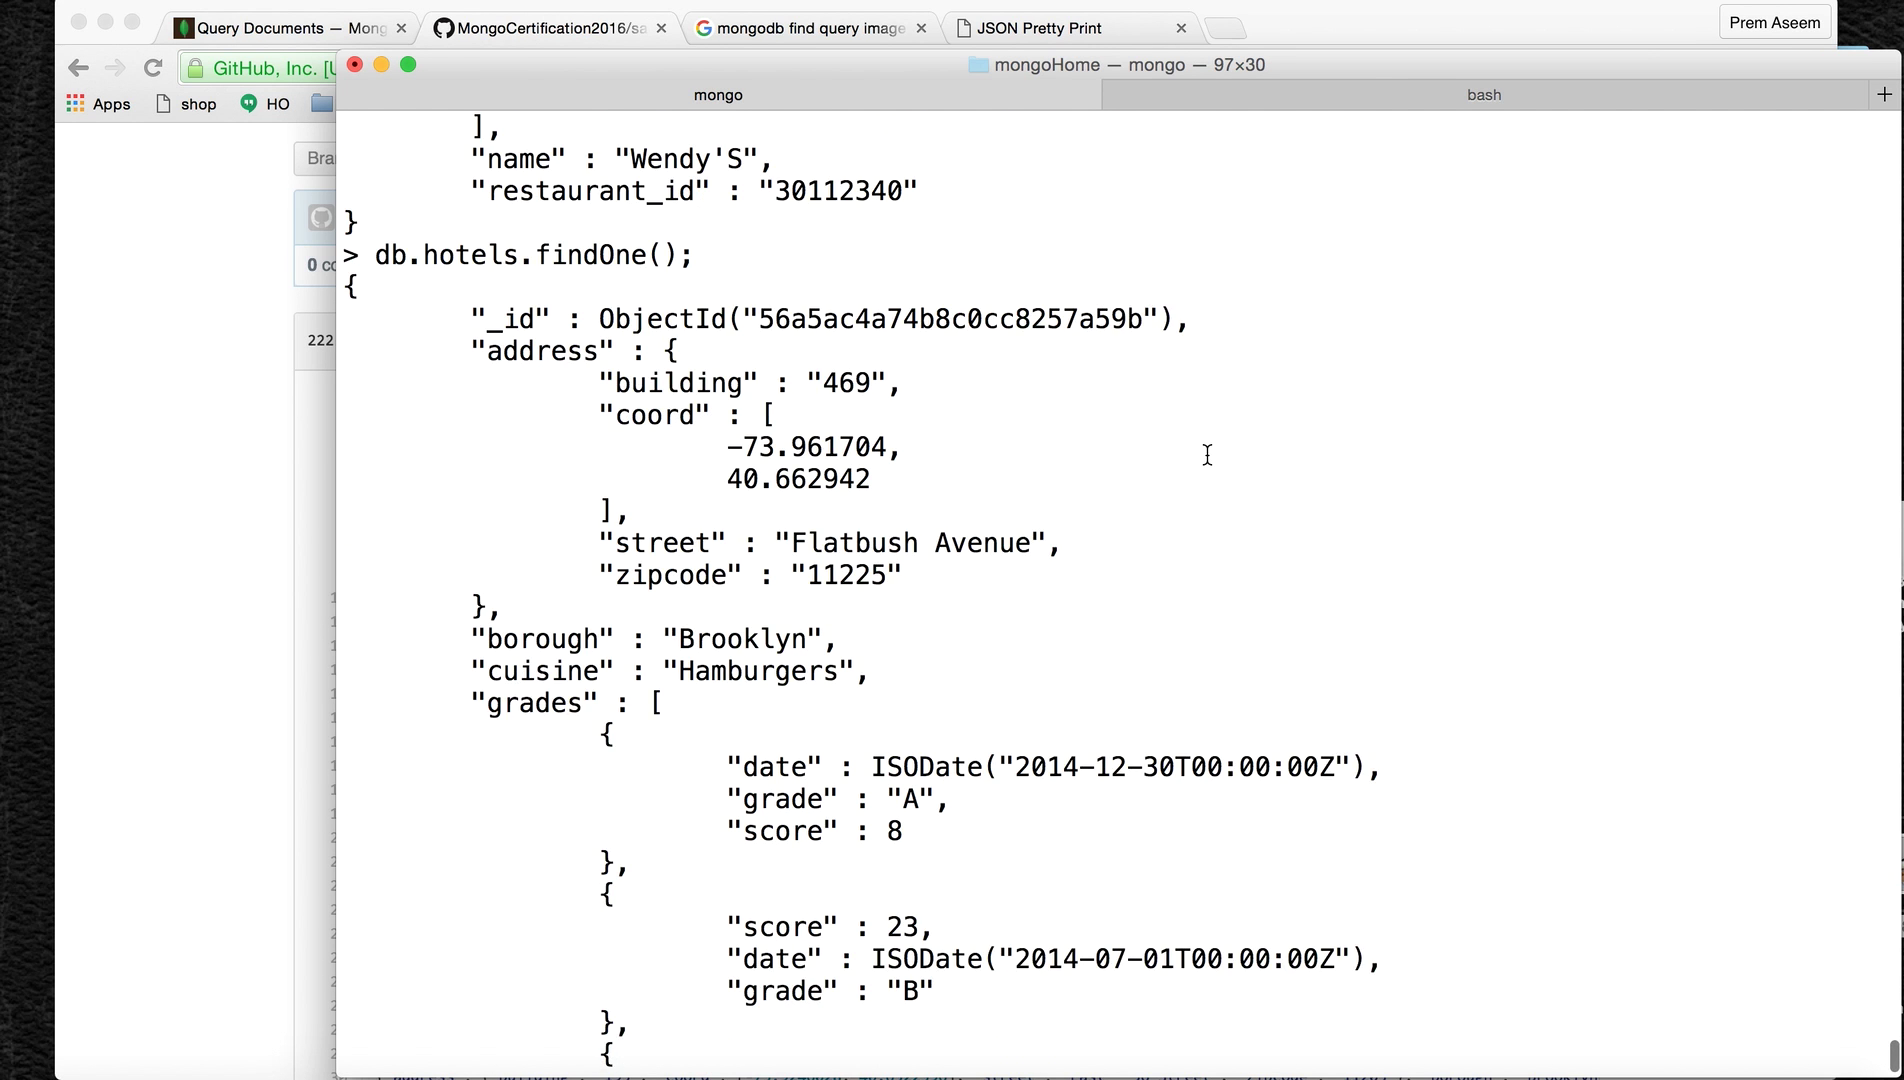 Query Documents — Mong
MongoCertification2016/sa
mongodb find query image
JSON Pretty Print
Prem Aseem
GitHub, Inc. [U
mongoHome — mongo — 97×30
Apps
shop
HO
mongo
bash
+
],
"name" : "Wendy'S",
"restaurant_id" : "30112340"
}
> db.hotels.findOne();
{
"_id" : ObjectId("56a5ac4a74b8c0cc8257a59b"),
"address" : {
"building" : "469",
"coord" : [
-73.961704,
40.662942
],
"street" : "Flatbush Avenue",
"zipcode" : "11225"
},
"borough" : "Brooklyn",
"cuisine" : "Hamburgers",
"grades" : [
{
"date" : ISODate("2014-12-30T00:00:00Z"),
"grade" : "A",
"score" : 8
},
{
"score" : 23,
"date" : ISODate("2014-07-01T00:00:00Z"),
"grade" : "B"
},
{
Bra
0 co
222